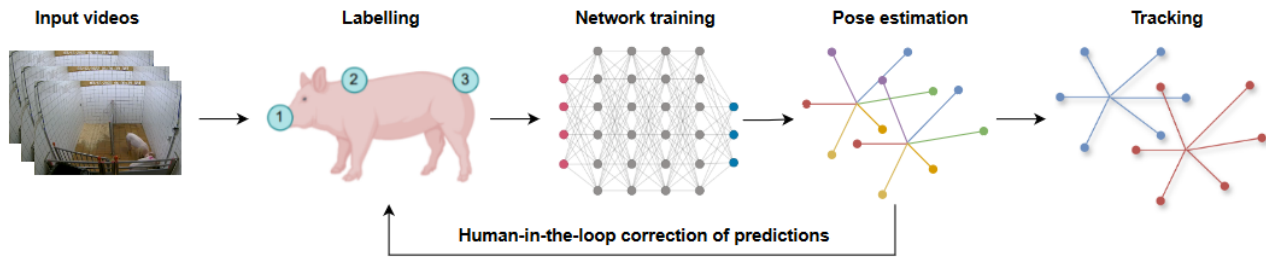 Input videos
Labelling
Network training
Pose estimation
Tracking
1
2
3
Human-in-the-loop correction of predictions